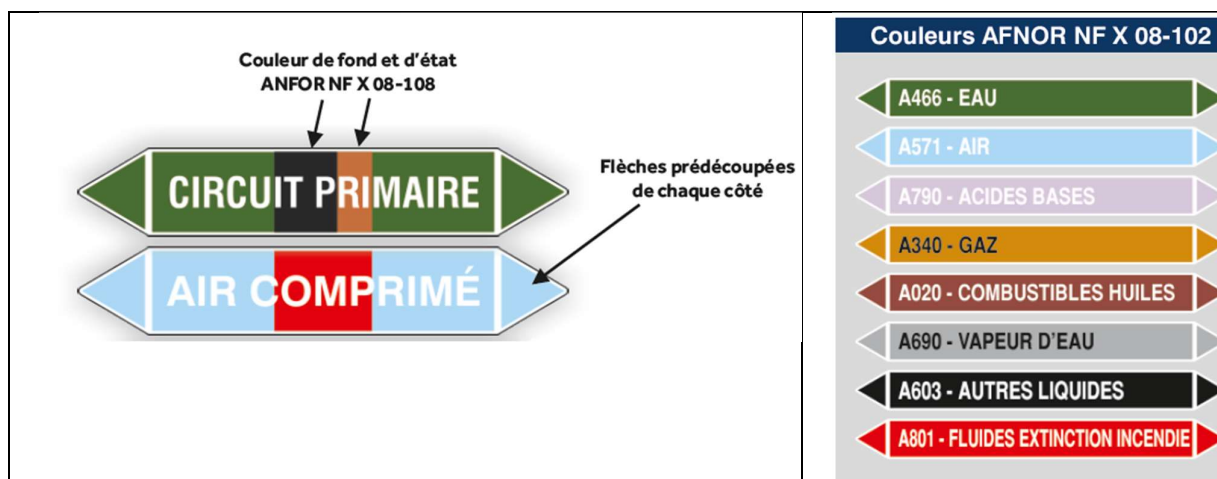 Couleur de fond et d'état
ANFOR NF X 08-108
CIRCUIT PRIMAIRE
Flèches prédécoupées
de chaque côté
AIR COMPRIMÉ
Couleurs AFNOR NF X 08-102
A466 - EAU
A571 - AIR
A790 - ACIDES BASES
A340 - GAZ
A020 - COMBUSTIBLES HUILES
A690 - VAPEUR D'EAU
A603 - AUTRES LIQUIDES
A801 - FLUIDES EXTINCTION INCENDIE